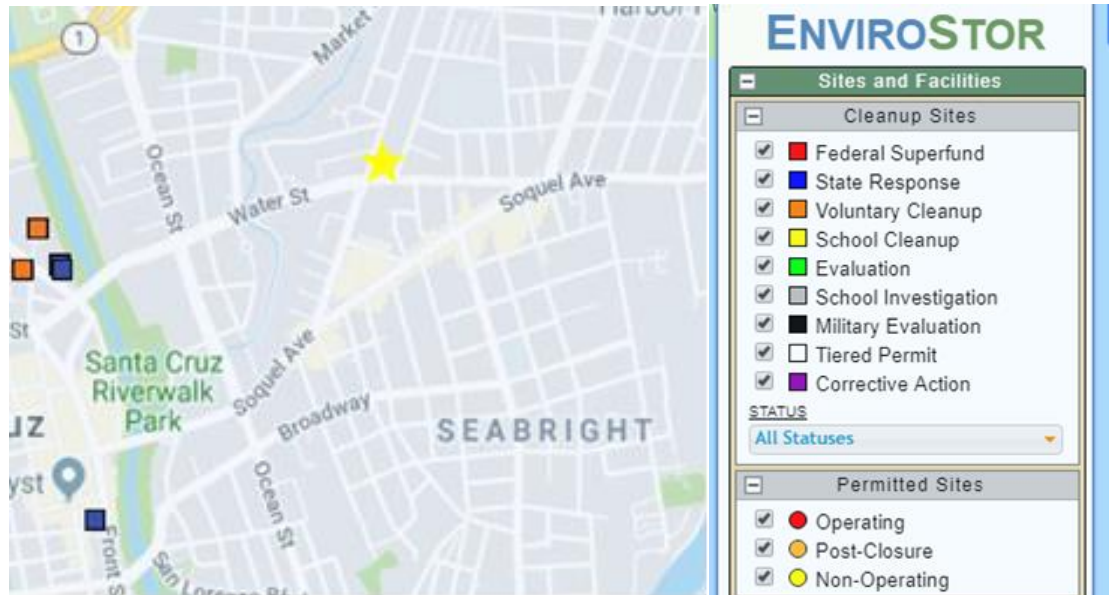 1
Market
Ocean St
Water St
Soquel Ave
St
Santa Cruz
Riverwalk
Park
Soquel Ave
Broadway
SEABRIGHT
Ocean St
Front S
ENVIROSTOR
Sites and Facilities
Cleanup Sites
Federal Superfund
State Response
Voluntary Cleanup
School Cleanup
Evaluation
School Investigation
Military Evaluation
Tiered Permit
Corrective Action
STATUS
All Statuses
Permitted Sites
Operating
Post-Closure
Non-Operating